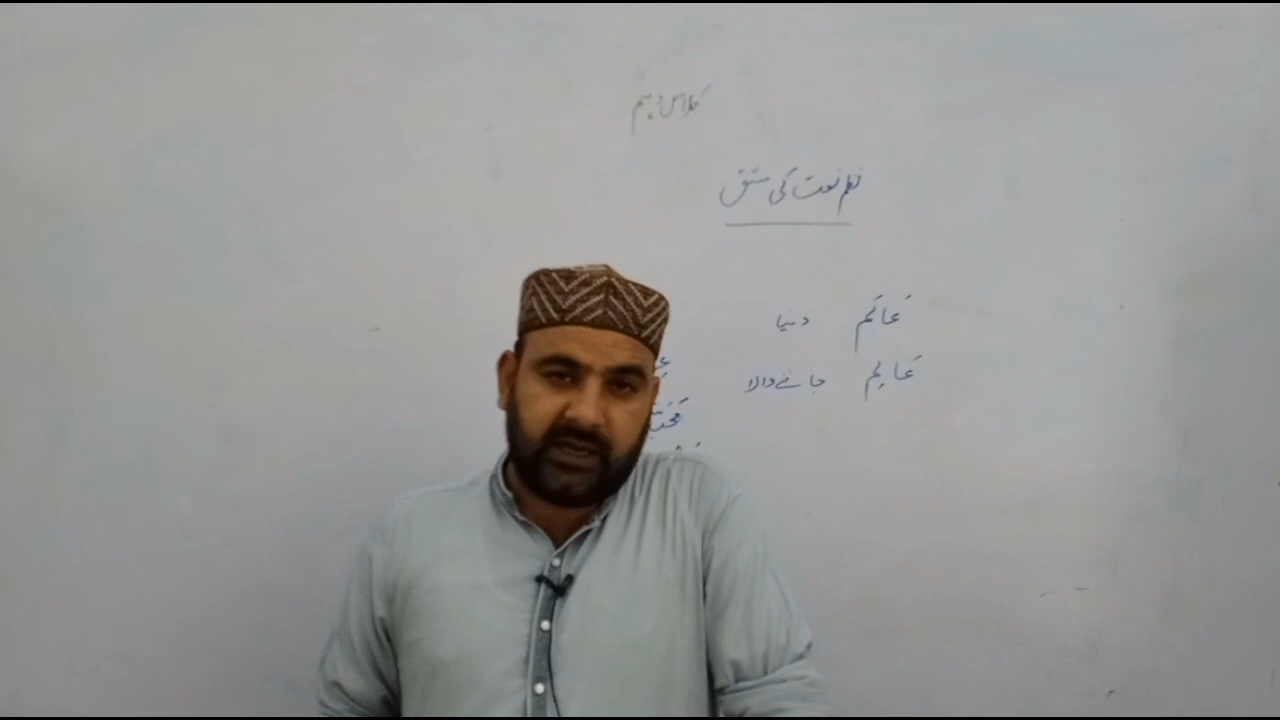 کلاس دہم
نظم نعت کی مشق
عَالَم دنیا
عَالِم جاننے والا